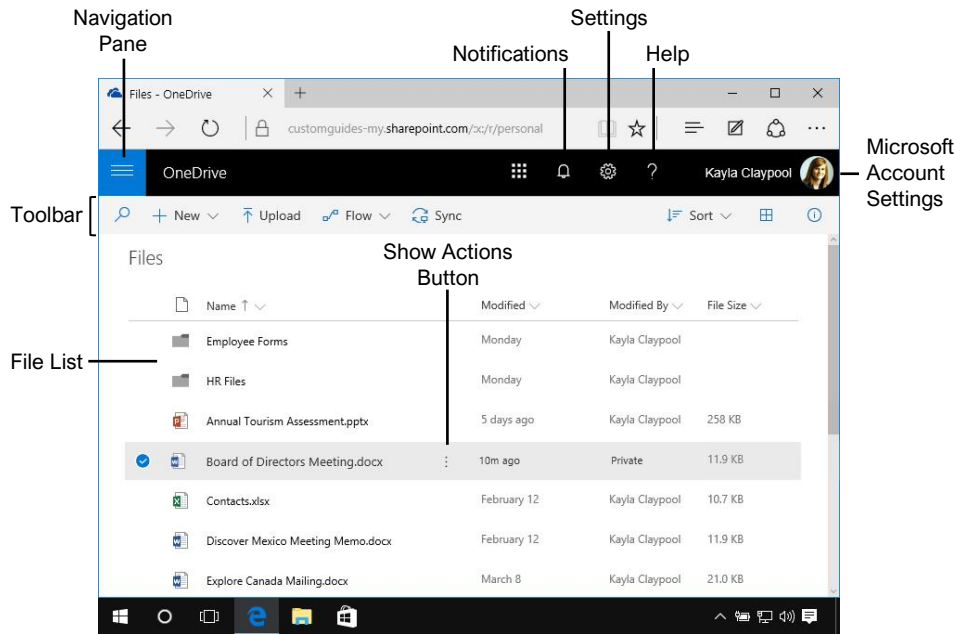 Navigation
Pane
Settings
Notifications
Help
Files - OneDrive
customguides-my.sharepoint.com/:x:/r/personal
OneDrive
Kayla Claypool
Microsoft
Account
Settings
Toolbar
New
Upload
Flow
Sync
Sort
Files
Show Actions
Button
Name Modified Modified By File Size
File List
Employee Forms Monday Kayla Claypool
HR Files Monday Kayla Claypool
Annual Tourism Assessment.pptx 5 days ago Kayla Claypool 258 KB
Board of Directors Meeting.docx 10m ago Private 11.9 KB
Contacts.xlsx February 12 Kayla Claypool 10.7 KB
Discover Mexico Meeting Memo.docx February 12 Kayla Claypool 11.9 KB
Explore Canada Mailing.docx March 8 Kayla Claypool 21.0 KB